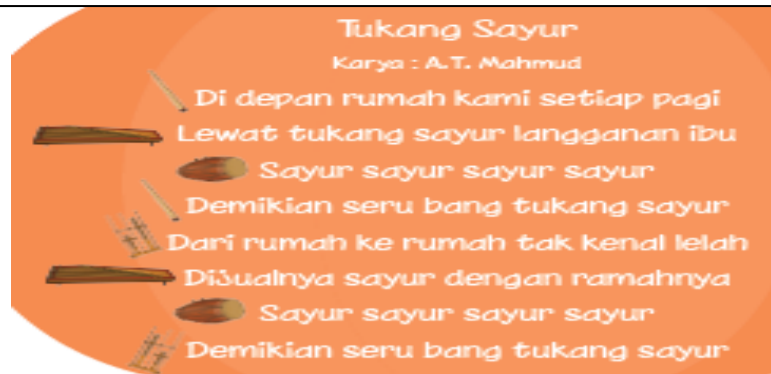 Tukang Sayur
Karya : A.T. Mahmud
Di depan rumah kami setiap pagi
Lewat tukang sayur langganan ibu
Sayur sayur sayur sayur
Demikian seru bang tukang sayur
Dari rumah ke rumah tak kenal lelah
Dijualnya sayur dengan ramahnya
Sayur sayur sayur sayur
Demikian seru bang tukang sayur